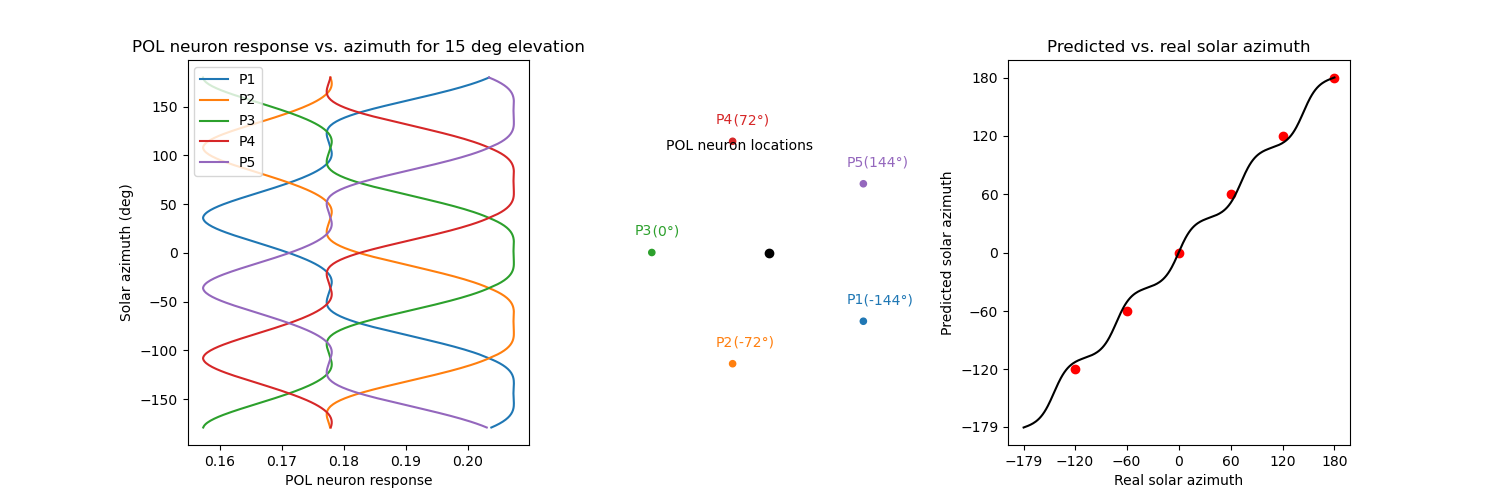 POL neuron response vs. azimuth for 15 deg elevation
P1
P2
P3
P4
P5
150
100
50
0
−50
−100
−150
Solar azimuth (deg)
0.16 0.17 0.18 0.19 0.20
POL neuron response
P4(72°)
POL neuron locations
P5(144°)
P3(0°)
P1(-144°)
P2(-72°)
Predicted vs. real solar azimuth
180
120
60
0
−60
−120
−179
Predicted solar azimuth
−179 −120 −60 0 60 120 180
Real solar azimuth